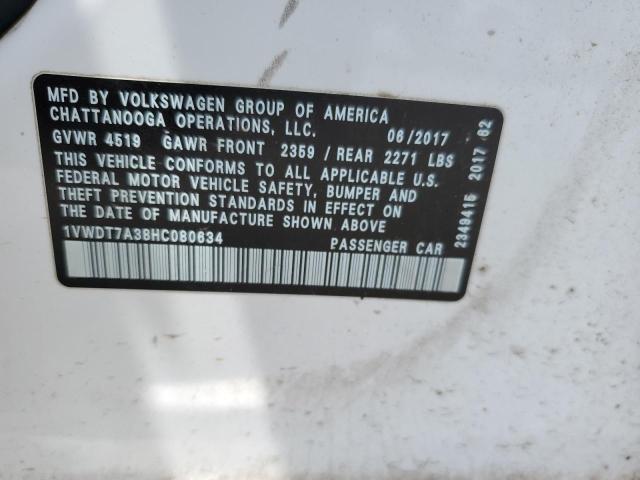 MFD BY VOLKSWAGEN GROUP OF AMERICA
CHATTANOOGA OPERATIONS, LLC. 06/2017
GVWR 4519 GAWR FRONT 2359 / REAR 2271 LBS
THIS VEHICLE CONFORMS TO ALL APPLICABLE U.S.
FEDERAL MOTOR VEHICLE SAFETY, BUMPER AND
THEFT PREVENTION STANDARDS IN EFFECT ON
THE DATE OF MANUFACTURE SHOWN ABOVE
1VWDT7A38HC080634 PASSENGER CAR
2349415 2017 62